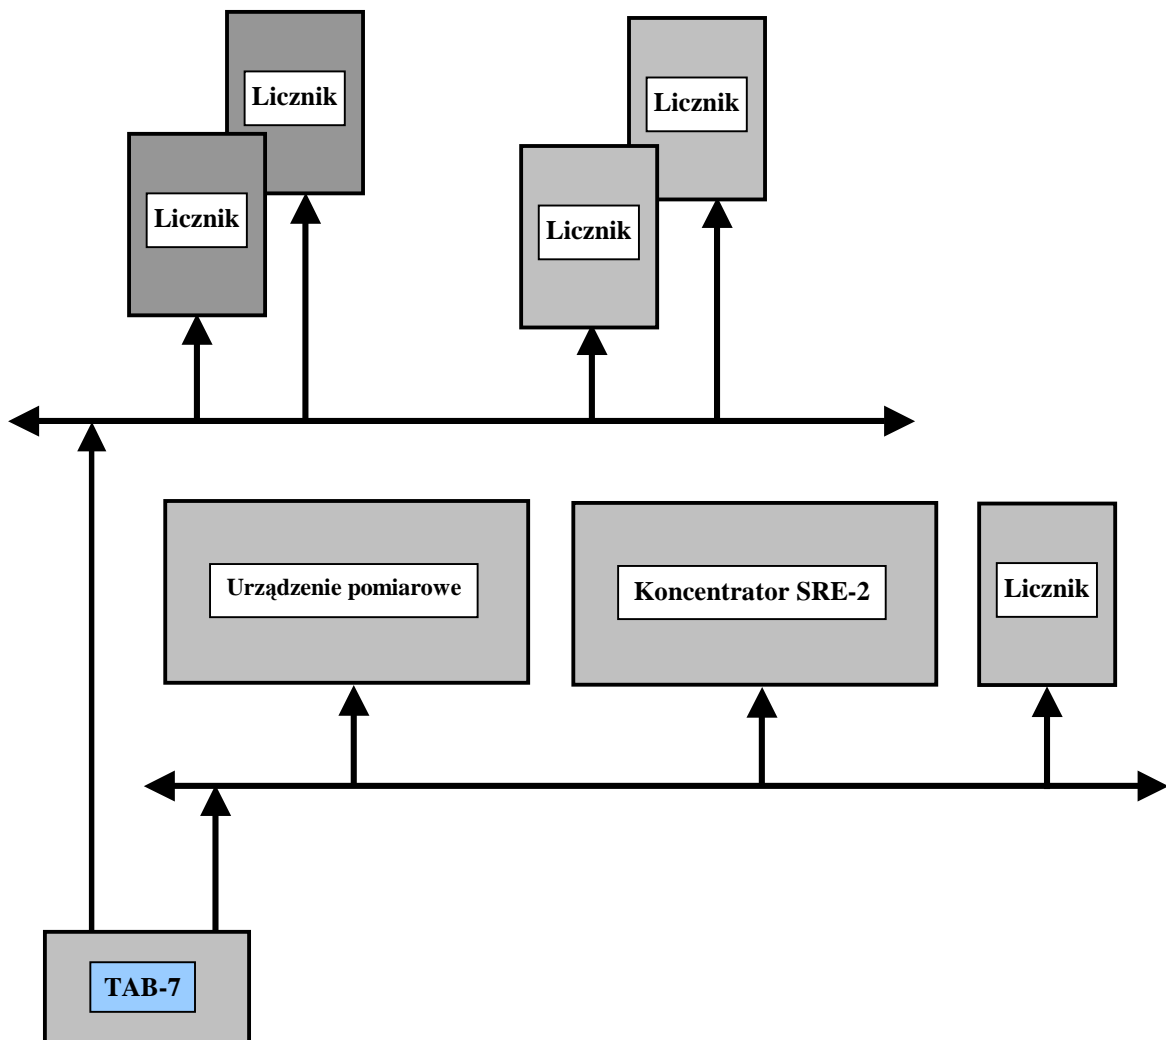 Licznik
Licznik
Licznik
Licznik
Urządzenie pomiarowe
Koncentrator SRE-2
Licznik
TAB-7